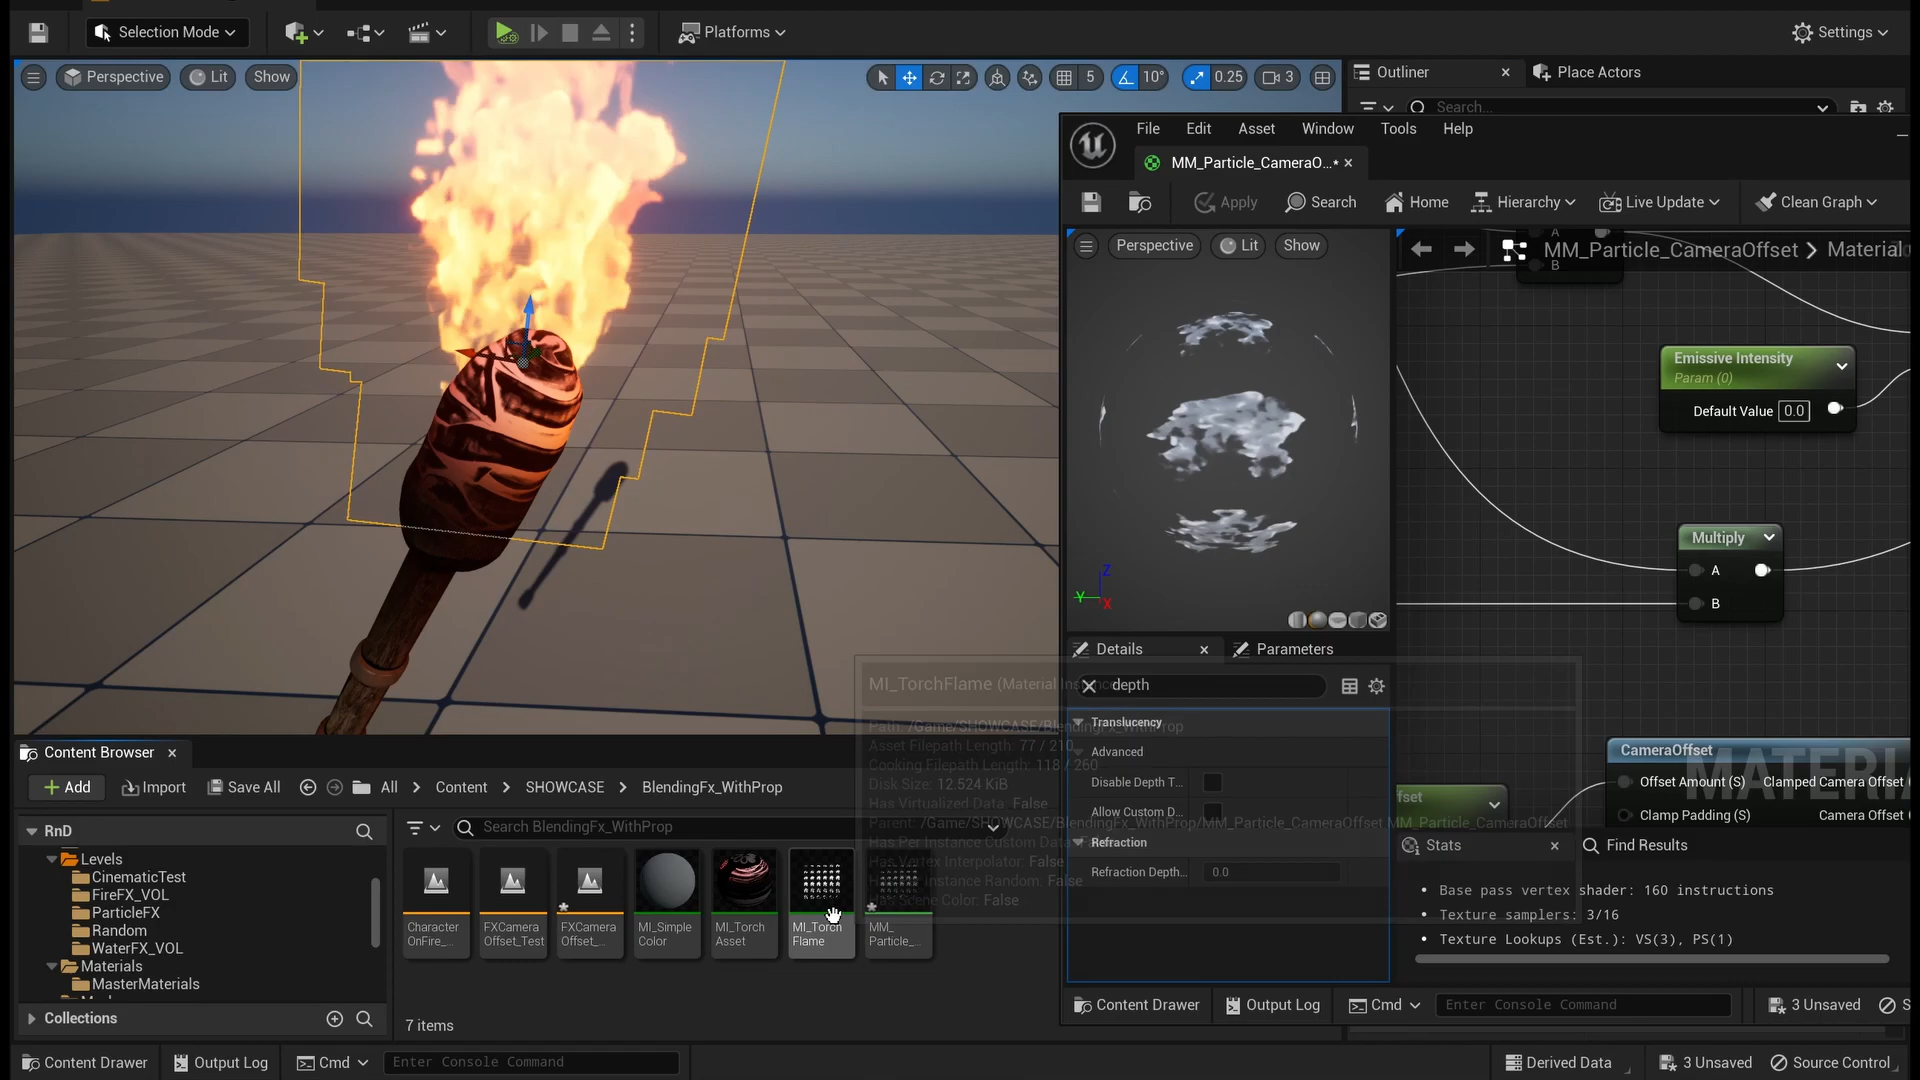 Selection Mode
Platforms
Settings
Perspective
Lit
Show
5
10°
0.25
3
Outliner
Place Actors
Search...
File
Edit
Asset
Window
Tools
Help
MM_Particle_CameraO...•
Apply
Search
Home
Hierarchy
Live Update
Clean Graph
Perspective
Lit
Show
MM_Particle_CameraOffset
Material
A
B
Emissive Intensity
Param (0)
Default Value 0.0
Multiply
A
B
Z
Y
X
Details
Parameters
MI_TorchFlame (Material Inst
depth
Translucency
Path: /Game/SHOWCASE/BlendingFx_WithProp
Asset Filepath Length: 77 / 210
Advanced
Cooking Filepath Length: 118 / 260
Disk Size: 12.524 KiB
Disable Depth T...
Has Virtualized Data: False
Allow Custom D...
Parent: /Game/SHOWCASE/BlendingFx_WithProp/MM_Particle_CameraOffset.MM_Particle_CameraOffset
Has Per Instance Custom Data
Refraction
Has Vertex Interpolator: False
Refraction Depth...
0.0
Instance Random: False
Has Scene Color: False
CameraOffset
MATERI
Offset Amount (S)
Clamped Camera Offset
Clamp Padding (S)
Camera Offset
fset
Stats
Find Results
• Base pass vertex shader: 160 instructions
• Texture samplers: 3/16
• Texture Lookups (Est.): VS(3), PS(1)
Content Browser
Add
Import
Save All
All
Content
SHOWCASE
BlendingFx_WithProp
RnD
Search BlendingFx_WithProp
Levels
CinematicTest
FireFX_VOL
ParticleFX
Random
WaterFX_VOL
Materials
MasterMaterials
Collections
Character
OnFire_...
FXCamera
Offset_Test
FXCamera
Offset_...
MI_Simple
Color
MI_Torch
Asset
MI_Torch
Flame
MM_
Particle_...
7 items
Content Drawer
Output Log
Cmd
Enter Console Command
3 Unsaved
S
Content Drawer
Output Log
Cmd
Enter Console Command
Derived Data
3 Unsaved
Source Control